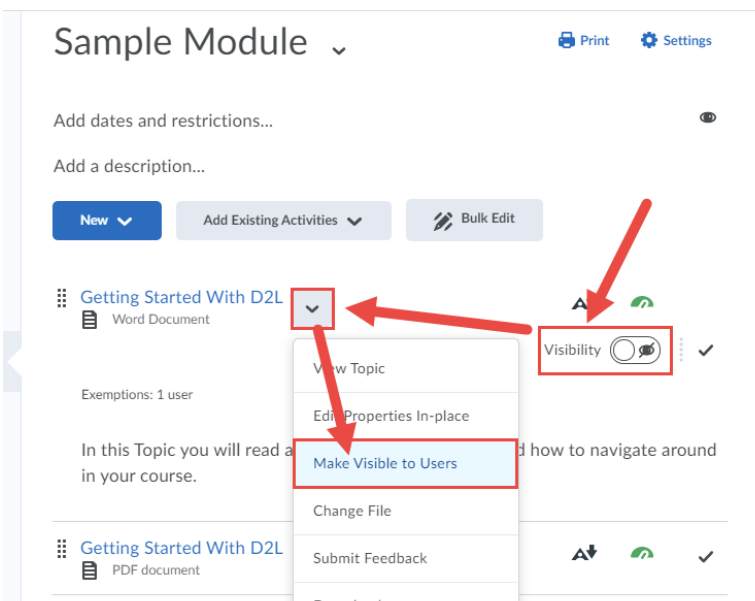 Sample Module
Print
Settings
Add dates and restrictions...
Add a description...
New
Add Existing Activities
Bulk Edit
Getting Started With D2L
Word Document
Visibility
View Topic
Exemptions: 1 user
Edit Properties In-place
In this Topic you will read a
d how to navigate around
Make Visible to Users
in your course.
Change File
Getting Started With D2L
Submit Feedback
PDF document